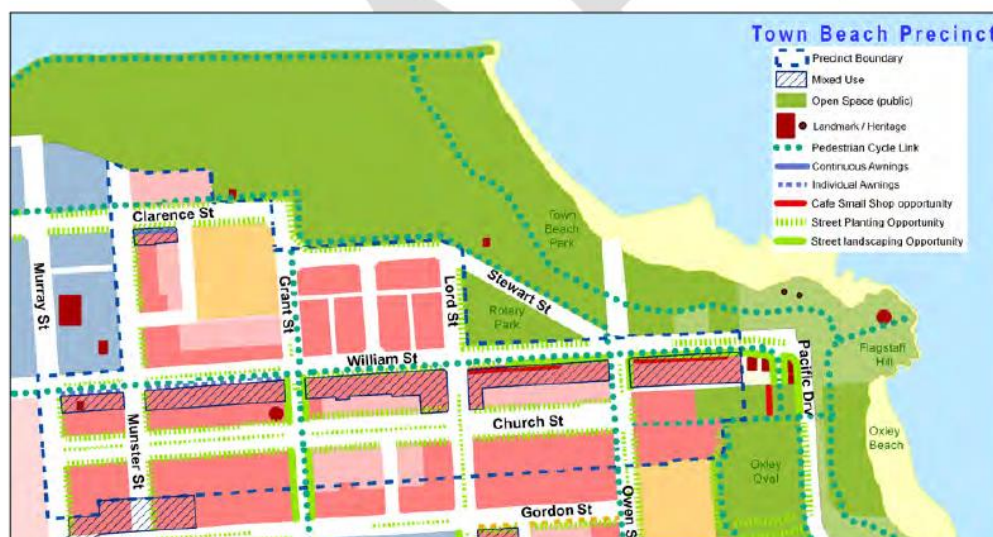 Town Beach Precinct
Precinct Boundary
Mixed Use
Open Space (public)
Landmark / Heritage
Pedestrian Cycle Link
Continuous Awnings
Individual Awnings
Cafe Small Shop opportunity
Street Planting Opportunity
Street landscaping Opportunity
Clarence St
Town
Beach
Park
Murray St
Grant St
Lord St
Stewart St
Rotary
Park
William St
Pacific Drv
Flagstaff
Hill
Munster St
Church St
Oxley
Beach
Oxley
Oval
Owen S
Gordon St